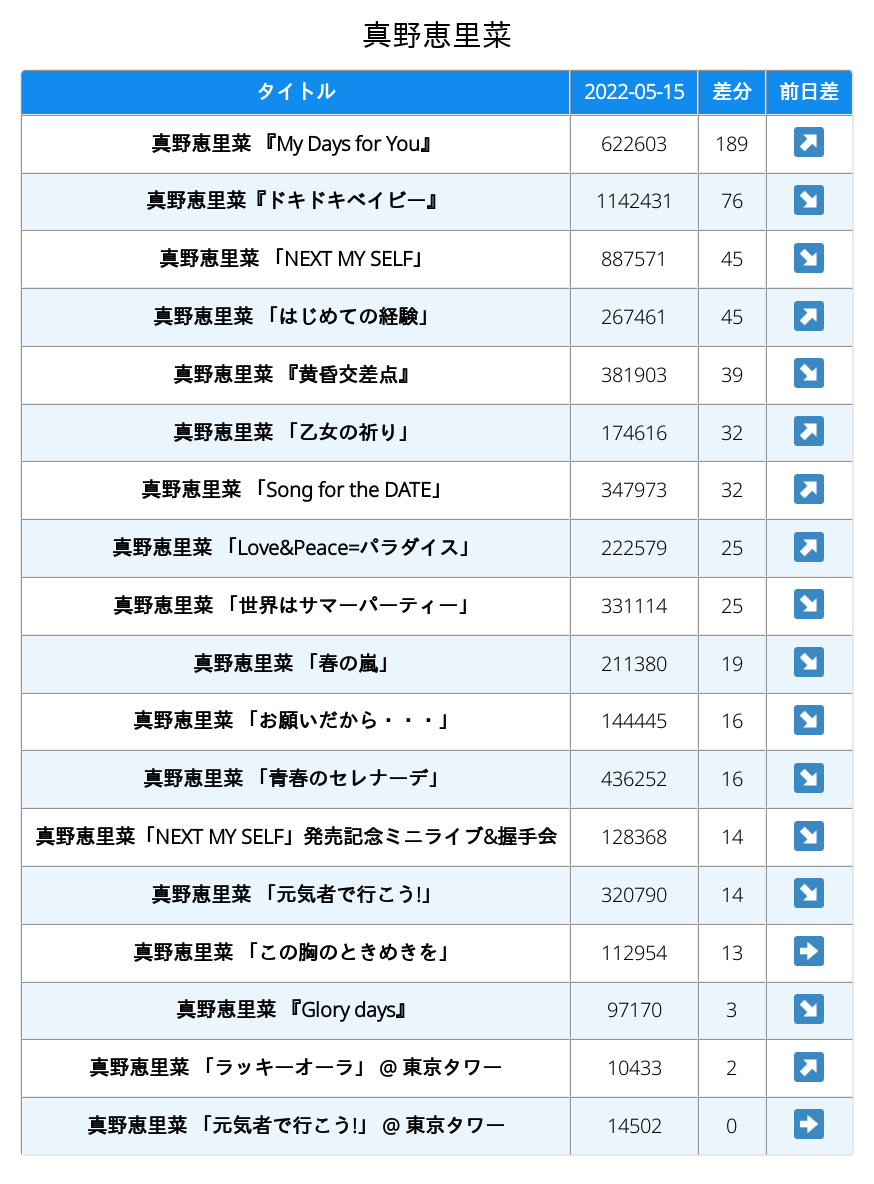 真野恵里菜
タイトル 2022-05-15 差分 前日差
真野恵里菜 『My Days for You』 622603 189 ↗
真野恵里菜『ドキドキベイビー』 1142431 76 ↘
真野恵里菜 「NEXT MY SELF」 887571 45 ↘
真野恵里菜 「はじめての経験」 267461 45 ↗
真野恵里菜 『黄昏交差点』 381903 39 ↘
真野恵里菜 「乙女の祈り」 174616 32 ↗
真野恵里菜 「Song for the DATE」 347973 32 ↗
真野恵里菜 「Love&Peace=パラダイス」 222579 25 ↗
真野恵里菜 「世界はサマーパーティー」 331114 25 ↘
真野恵里菜 「春の嵐」 211380 19 ↘
真野恵里菜 「お願いだから・・・」 144445 16 ↘
真野恵里菜 「青春のセレナーデ」 436252 16 ↘
真野恵里菜「NEXT MY SELF」発売記念ミニライブ&握手会 128368 14 ↘
真野恵里菜 「元気者で行こう!」 320790 14 ↘
真野恵里菜 「この胸のときめきを」 112954 13 ➡
真野恵里菜 『Glory days』 97170 3 ↘
真野恵里菜 「ラッキーオーラ」 @ 東京タワー 10433 2 ↗
真野恵里菜 「元気者で行こう!」 @ 東京タワー 14502 0 ➡